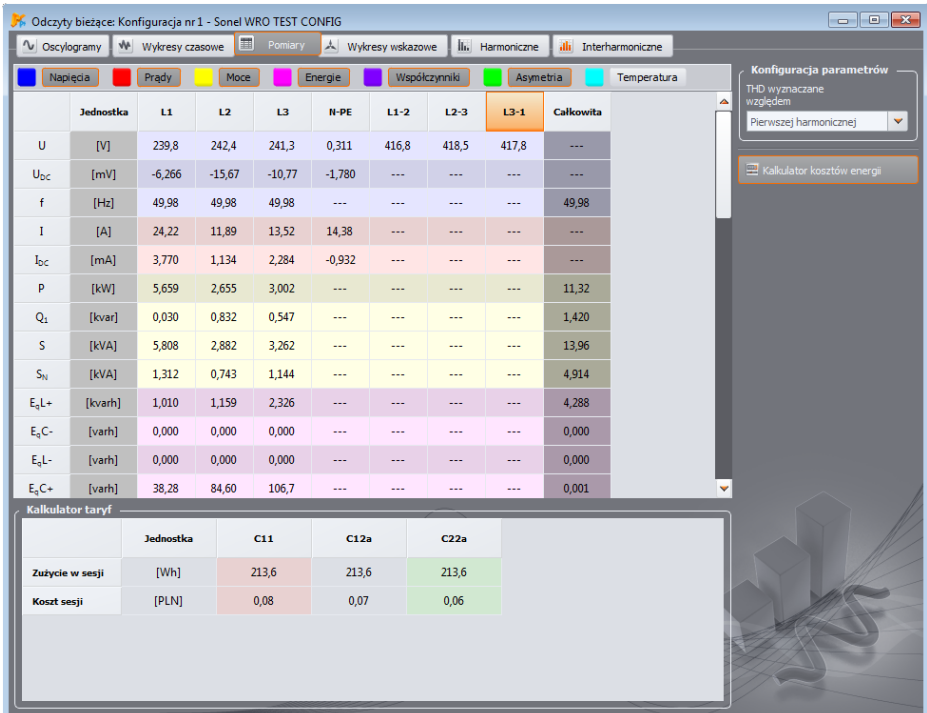 Odczyty bieżące: Konfiguracja nr 1 - Sonel WRO TEST CONFIG
Oscylogramy Wykresy czasowe Pomiary Wykresy wskazowe Harmoniczne Interharmoniczne
Napięcia Prądy Moce Energie Współczynniki Asymetria Temperatura
Jednostka L1 L2 L3 N-PE L1-2 L2-3 L3-1 Całkowita
U [V] 239,8 242,4 241,3 0,311 416,8 418,5 417,8 ---
UDC [mV] -6,266 -15,67 -10,77 -1,780 --- --- --- ---
f [Hz] 49,98 49,98 49,98 --- --- --- --- 49,98
I [A] 24,22 11,89 13,52 14,38 --- --- --- ---
IDC [mA] 3,770 1,134 2,284 -0,932 --- --- --- ---
P [kW] 5,659 2,655 3,002 --- --- --- --- 11,32
Q1 [kvar] 0,030 0,832 0,547 --- --- --- --- 1,420
S [kVA] 5,808 2,882 3,262 --- --- --- --- 13,96
SN [kVA] 1,312 0,743 1,144 --- --- --- --- 4,914
EqL+ [kvarh] 1,010 1,159 2,326 --- --- --- --- 4,288
EqC- [varh] 0,000 0,000 0,000 --- --- --- --- 0,000
EqL- [varh] 0,000 0,000 0,000 --- --- --- --- 0,000
EqC+ [varh] 38,28 84,60 106,7 --- --- --- --- 0,001
Konfiguracja parametrów
THD wyznaczane
względem
Pierwszej harmonicznej
Kalkulator kosztów energii
Kalkulator taryf
Jednostka C11 C12a C22a
Zużycie w sesji [Wh] 213,6 213,6 213,6
Koszt sesji [PLN] 0,08 0,07 0,06